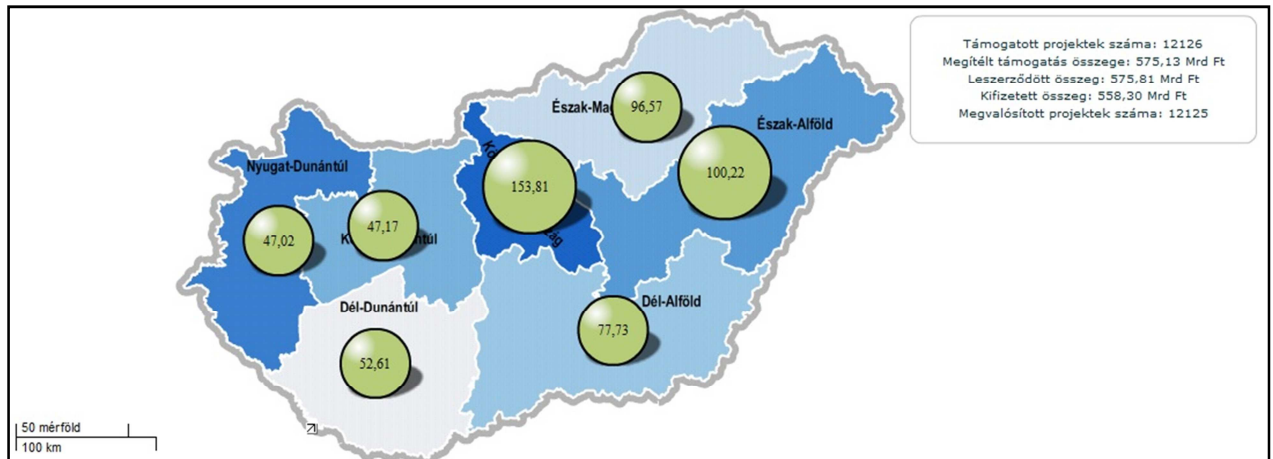 Támogatott projektek száma: 12126
Megítélt támogatás összege: 575,13 Mrd Ft
Leszerződött összeg: 575.81 Mrd Ft
Kifizetett összeg: 558,30 Mrd Ft
Megvalósított projektek száma: 12125
96,57
Észak-Alföld
Nyugat-Dunántúl
153,81
100,22
47,02
47,17
Dél-Dunántúl
Dél-Alföld
77,73
52,61
50 mérföld
100 km